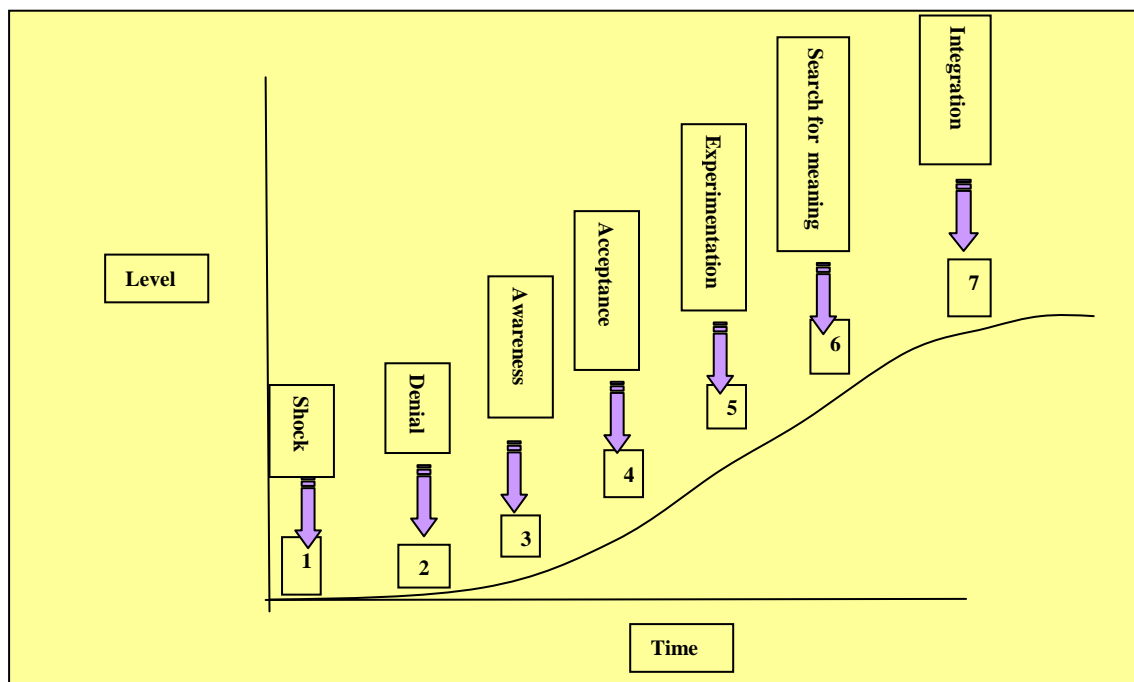 Level
Shock
1
Denial
2
Awareness
3
Acceptance
4
Experimentation
5
Search for meaning
6
Integration
7
Time